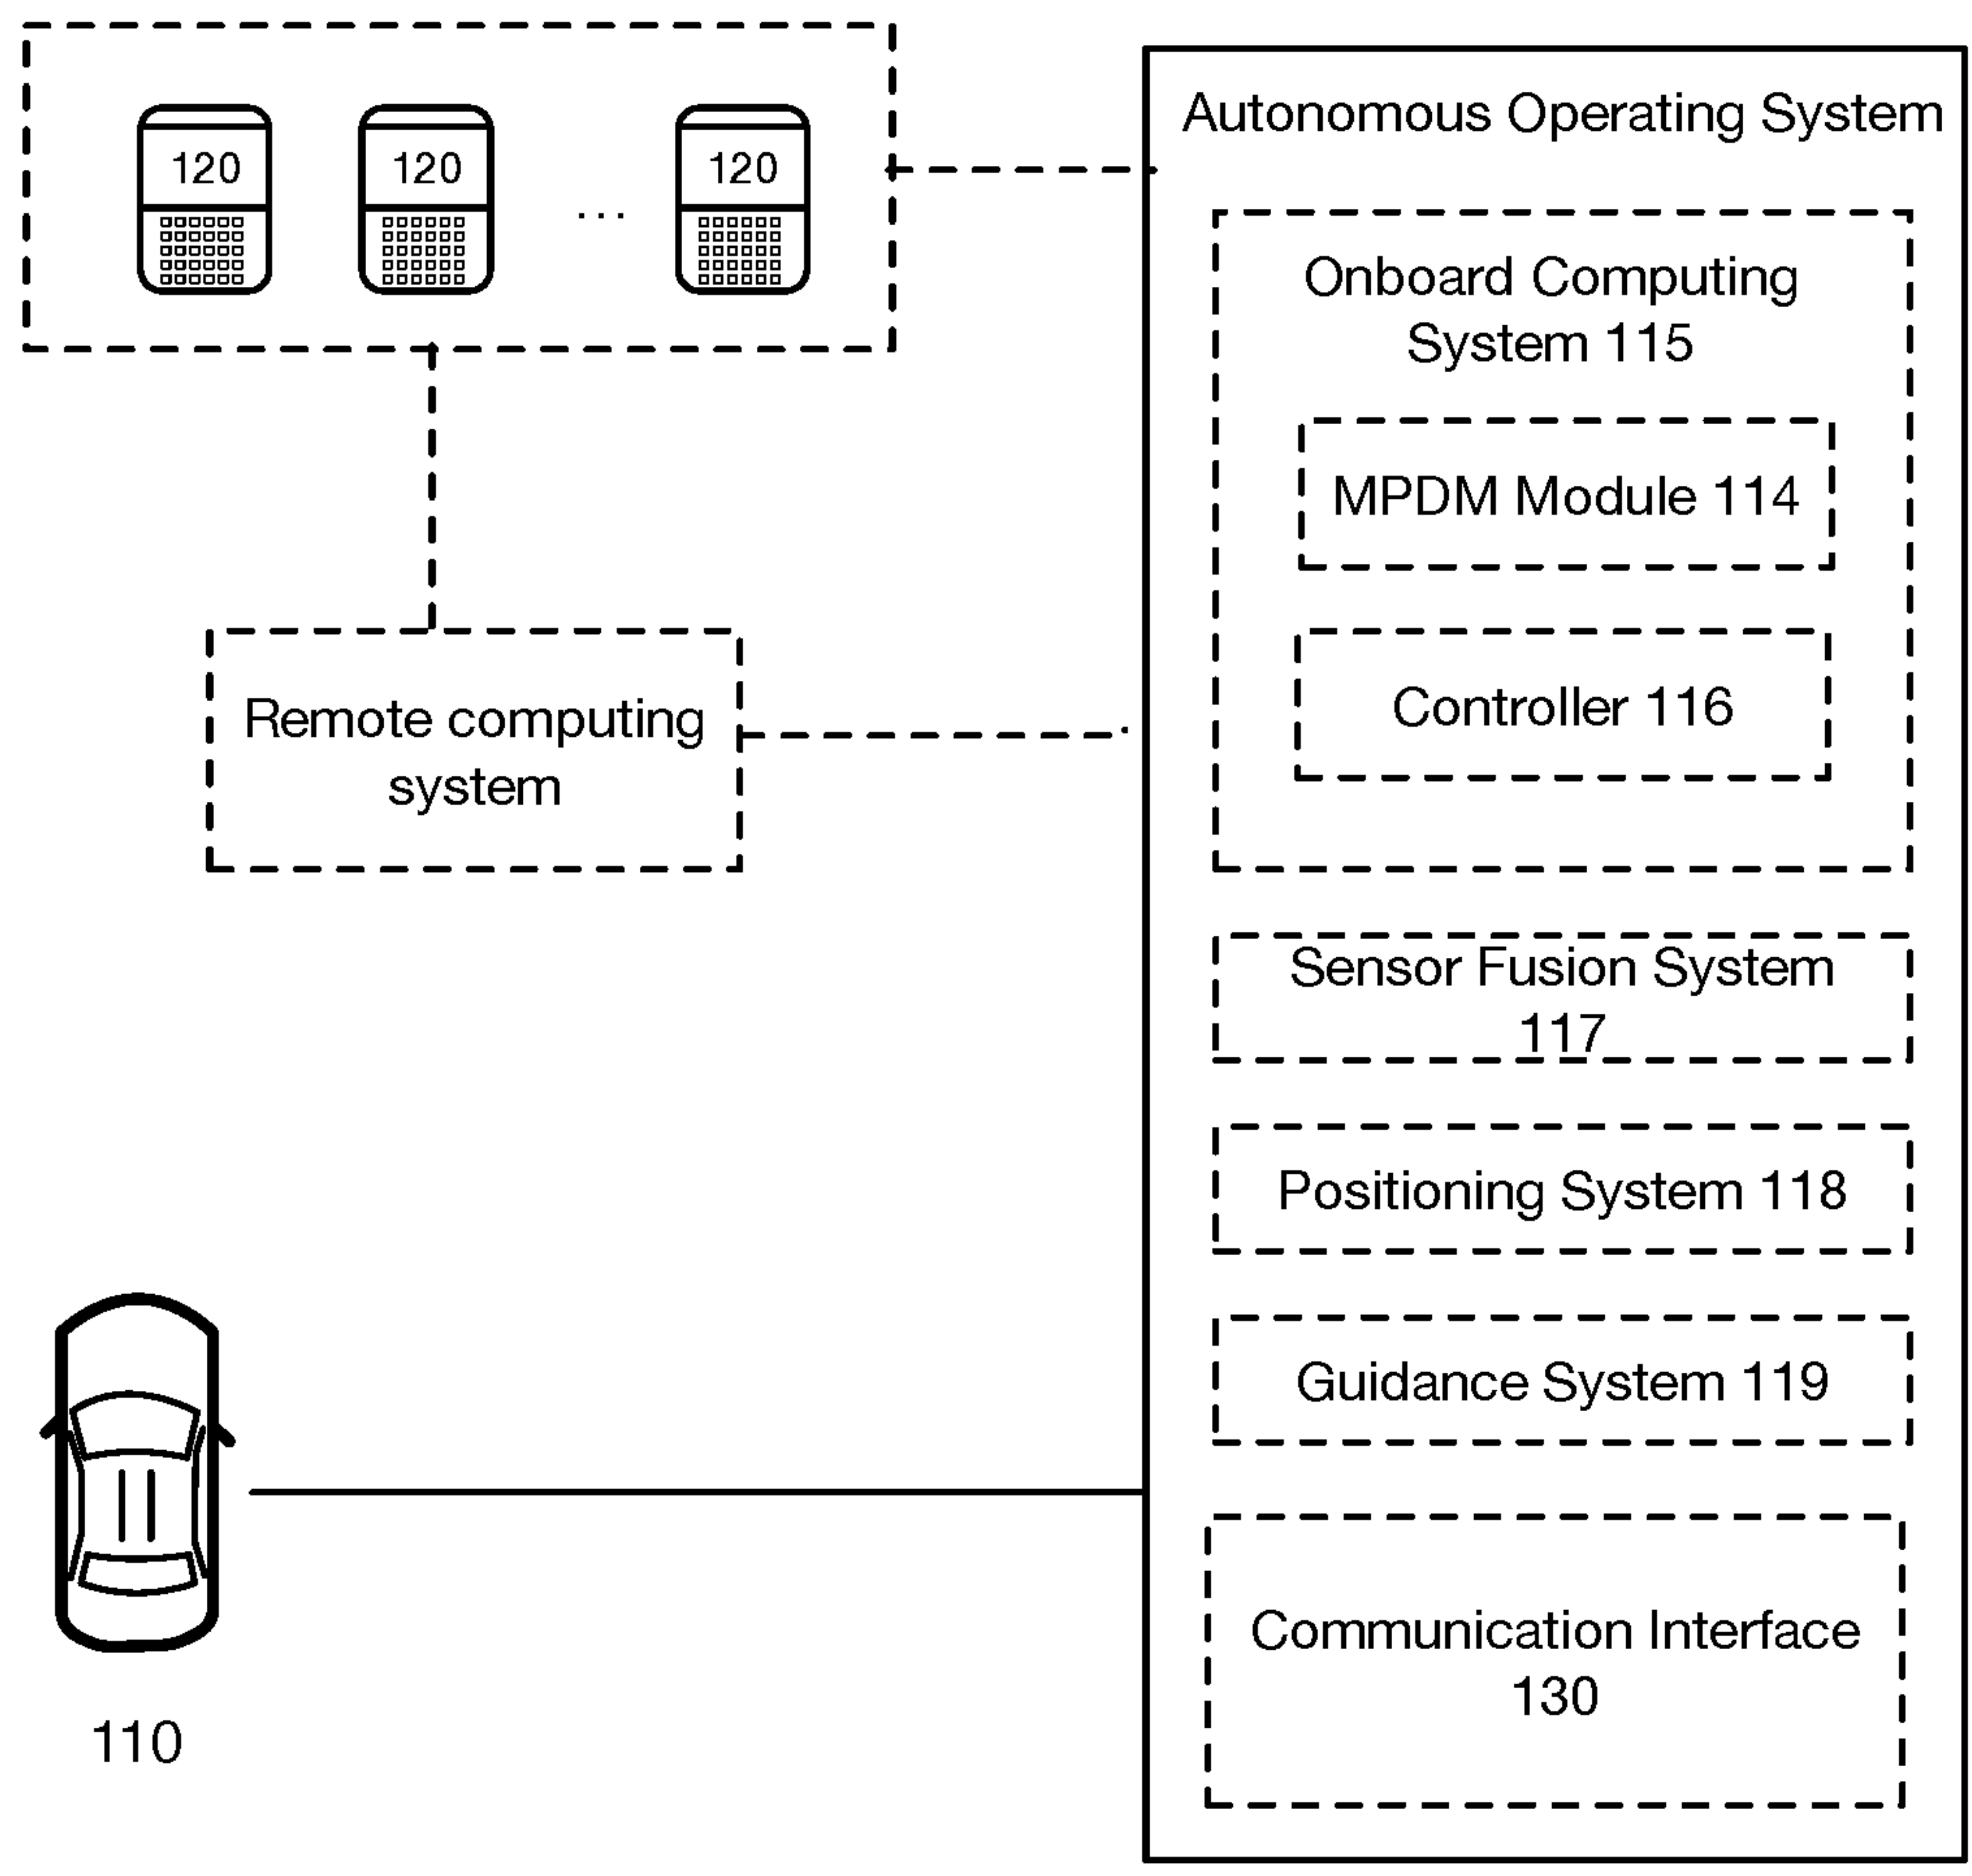 120 120 ... 120
Autonomous Operating System
Onboard Computing
System 115
MPDM Module 114
Controller 116
Remote computing
system
Sensor Fusion System
117
Positioning System 118
Guidance System 119
Communication Interface
130
110